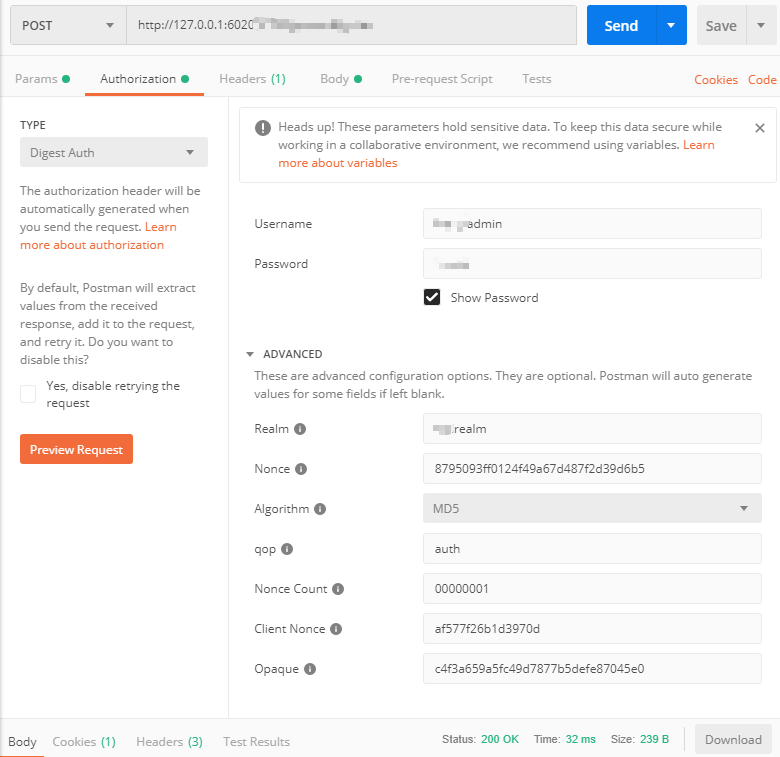 POST
http://127.0.0.1:6020
Send
Save
Params
Authorization
Headers (1)
Body
Pre-request Script
Tests
Cookies
Code
TYPE
Digest Auth
The authorization header will be
automatically generated when
you send the request. Learn
more about authorization
By default, Postman will extract
values from the received
response, add it to the request,
and retry it. Do you want to
disable this?
Yes, disable retrying the
request
Preview Request
Heads up! These parameters hold sensitive data. To keep this data secure while
working in a collaborative environment, we recommend using variables. Learn
more about variables
Username
admin
Password
Show Password
ADVANCED
These are advanced configuration options. They are optional. Postman will auto generate
values for some fields if left blank.
Realm
realm
Nonce
8795093ff0124f49a67d487f2d39d6b5
Algorithm
MD5
qop
auth
Nonce Count
00000001
Client Nonce
af577f26b1d3970d
Opaque
c4f3a659a5fc49d7877b5defe87045e0
Body
Cookies (1)
Headers (3)
Test Results
Status: 200 OK
Time: 32 ms
Size: 239 B
Download